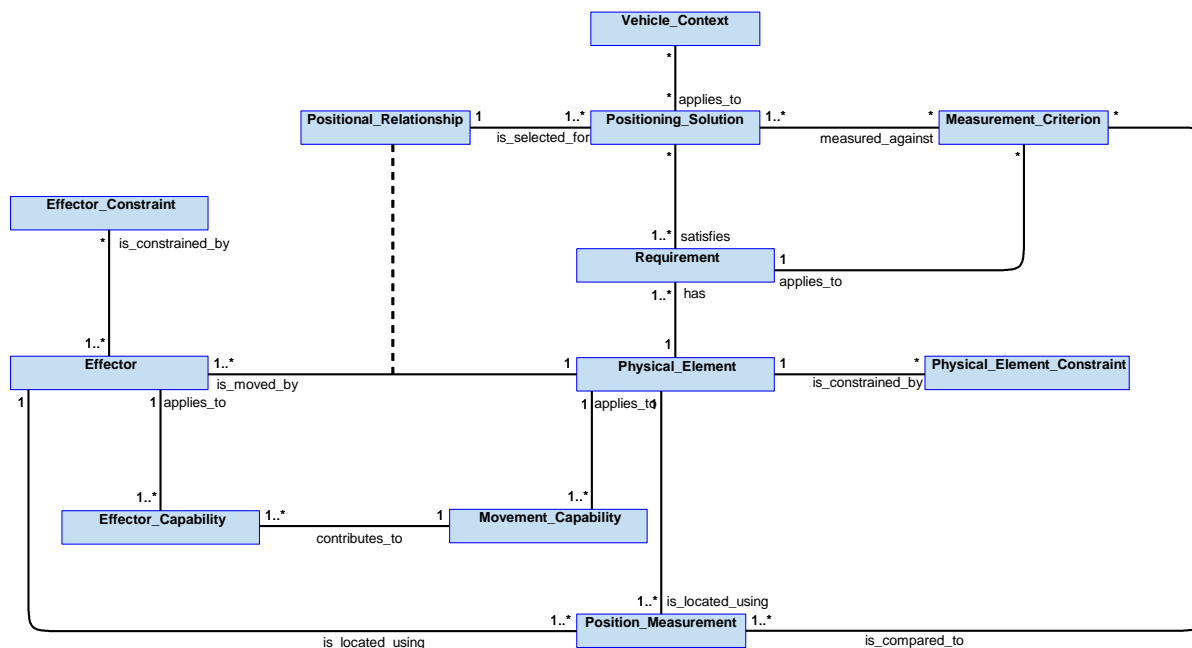 Vehicle_Context
*
* applies_to
Positional_Relationship 1 1..* Positioning_Solution 1..* * Measurement_Criterion *
is_selected_for measured_against
* *
Effector_Constraint
* is_constrained_by
1..* satisfies
Requirement 1
applies_to
1..* has
1..* 1
Effector 1..* 1 Physical_Element 1 * Physical_Element_Constraint
is_moved_by is_constrained_by
1 1 applies_to 1 applies_to 1
1..* 1..*
Effector_Capability 1..* 1 Movement_Capability
contributes_to
1..* is_located_using
1..* Position_Measurement 1..*
is_located_using is_compared_to